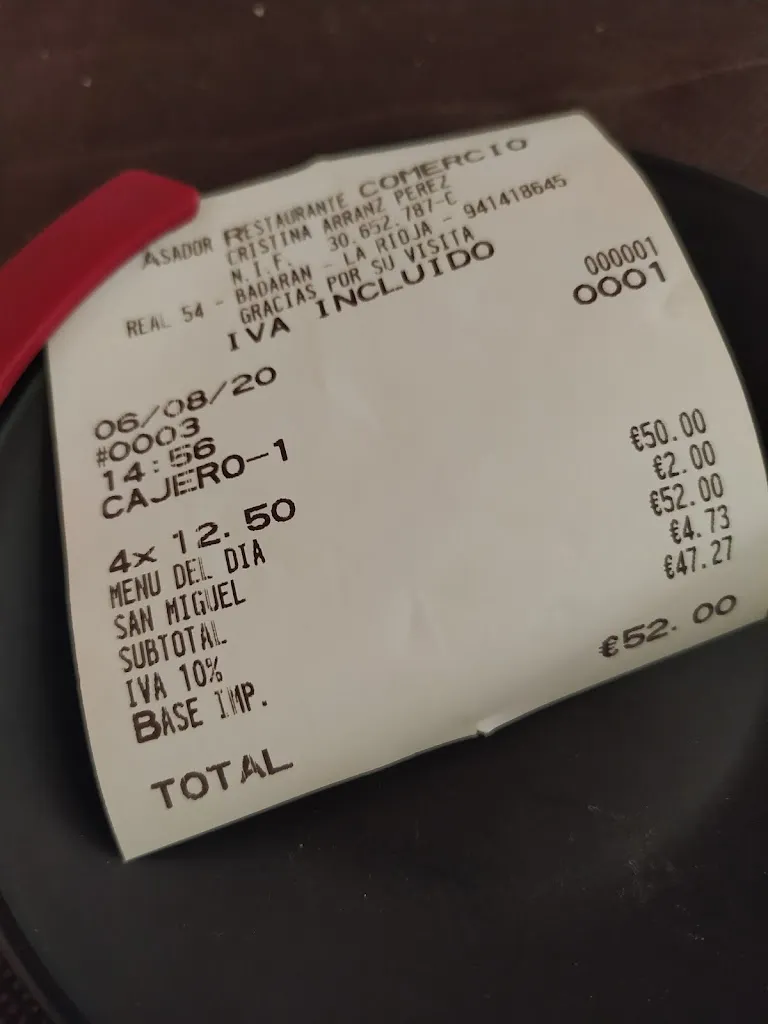 ASADOR RESTAURANTE COMERCIO
CRISTINA ARRANZ PEREZ
N.I.F. 30.652.787-C
REAL 54 - BADARAN - LA RIOJA - 941418645
GRACIAS POR SU VISITA
IVA INCLUIDO
06/08/20 000001
#0003 0001
14:56
CAJERO-1
4x 12.50
MENU DEL DIA €50.00
SAN MIGUEL €2.00
SUBTOTAL €52.00
IVA 10% €4.73
BASE IMP. €47.27
TOTAL €52.00